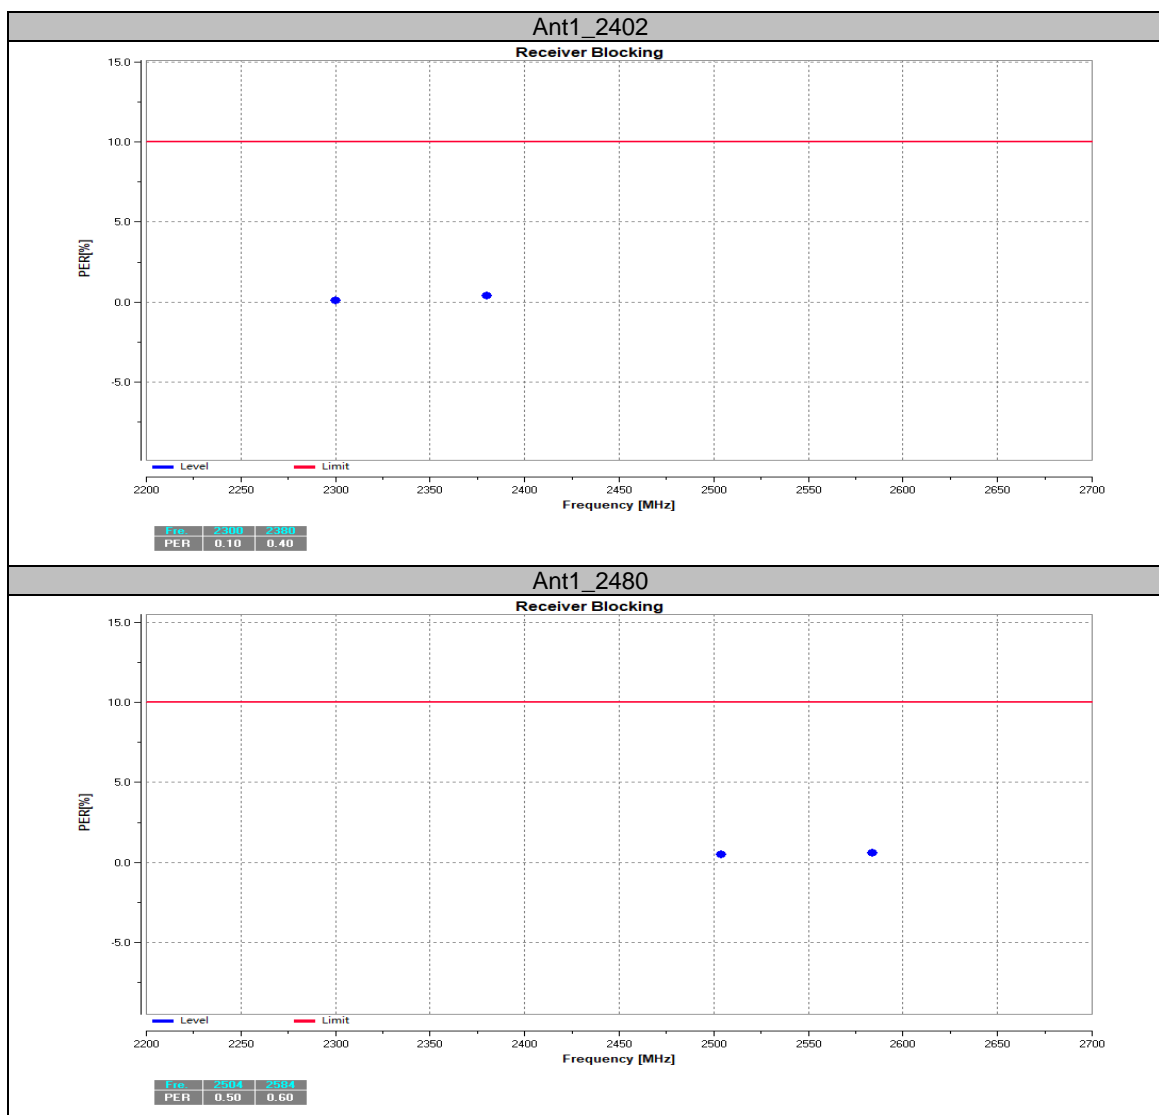 Ant1_2402
Receiver Blocking
15.0
10.0
5.0
0.0
-5.0
PER[%]
Level Limit
2200 2250 2300 2350 2400 2450 2500 2550 2600 2650 2700
Frequency [MHz]
Fre. 2300 2380
PER 0.10 0.40
Ant1_2480
Receiver Blocking
15.0
10.0
5.0
0.0
-5.0
PER[%]
Level Limit
2200 2250 2300 2350 2400 2450 2500 2550 2600 2650 2700
Frequency [MHz]
Fre. 2504 2584
PER 0.50 0.60